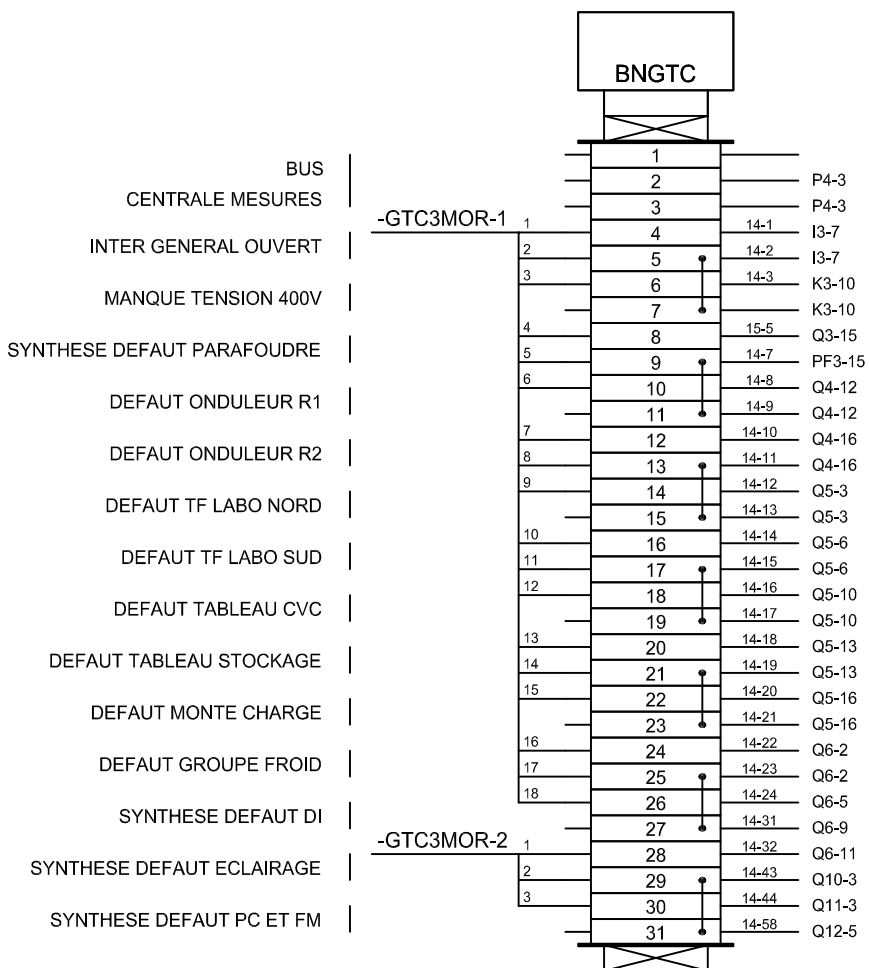 BNGTC
1
BUS
2 P4-3
CENTRALE MESURES
3 P4-3
-GTC3MOR-1 1 4 14-1 I3-7
INTER GENERAL OUVERT
2 5 14-2 I3-7
3 6 14-3 K3-10
MANQUE TENSION 400V
7 K3-10
4 8 15-5 Q3-15
SYNTHESE DEFAUT PARAFOUDRE
5 9 14-7 PF3-15
6 10 14-8 Q4-12
DEFAUT ONDULEUR R1
11 14-9 Q4-12
7 12 14-10 Q4-16
DEFAUT ONDULEUR R2
8 13 14-11 Q4-16
9 14 14-12 Q5-3
DEFAUT TF LABO NORD
15 14-13 Q5-3
10 16 14-14 Q5-6
DEFAUT TF LABO SUD
11 17 14-15 Q5-6
12 18 14-16 Q5-10
DEFAUT TABLEAU CVC
19 14-17 Q5-10
13 20 14-18 Q5-13
DEFAUT TABLEAU STOCKAGE
14 21 14-19 Q5-13
15 22 14-20 Q5-16
DEFAUT MONTE CHARGE
23 14-21 Q5-16
16 24 14-22 Q6-2
DEFAUT GROUPE FROID
17 25 14-23 Q6-2
18 26 14-24 Q6-5
SYNTHESE DEFAUT DI
27 14-31 Q6-9
-GTC3MOR-2 1 28 14-32 Q6-11
SYNTHESE DEFAUT ECLAIRAGE
2 29 14-43 Q10-3
3 30 14-44 Q11-3
SYNTHESE DEFAUT PC ET FM
31 14-58 Q12-5